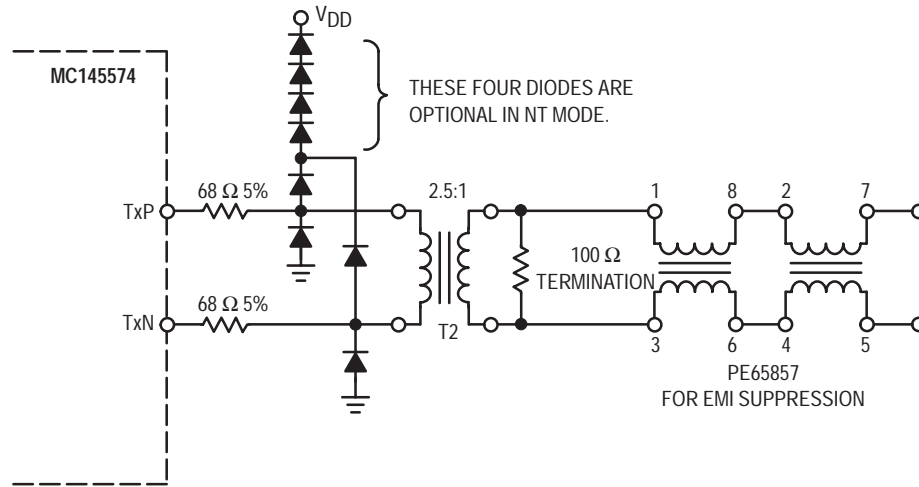 V_DD
MC145574
THESE FOUR DIODES ARE
OPTIONAL IN NT MODE.
68 Ω 5%
2.5:1
1
8
2
7
TxP
100 Ω
TERMINATION
68 Ω 5%
TxN
T2
3
6
4
5
PE65857
FOR EMI SUPPRESSION